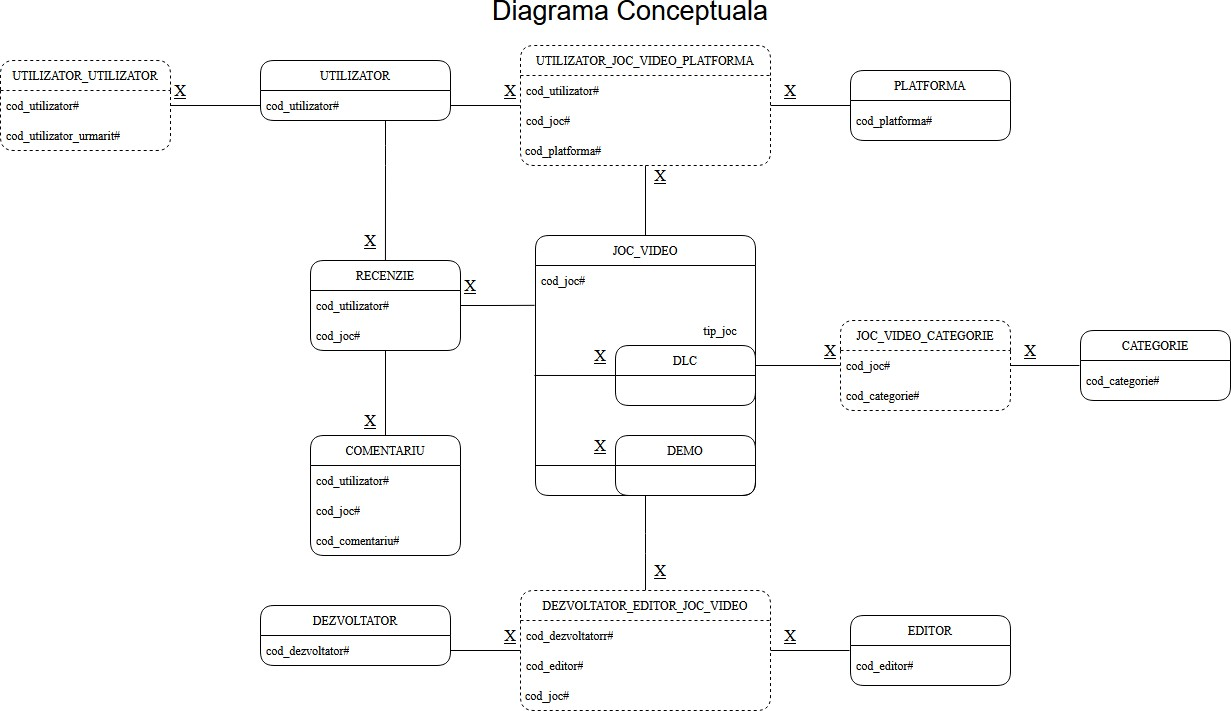 Diagrama Conceptuala
UTILIZATOR_UTILIZATOR
cod_utilizator#
cod_utilizator_urmarit#
X
UTILIZATOR
cod_utilizator#
X
UTILIZATOR_JOC_VIDEO_PLATFORMA
cod_utilizator#
cod_joc#
cod_platforma#
X
PLATFORMA
cod_platforma#
X
X
RECENZIE
cod_utilizator#
cod_joc#
X
JOC_VIDEO
cod_joc#
tip_joc
X
DLC
X
DEMO
X
JOC_VIDEO_CATEGORIE
cod_joc#
cod_categorie#
X
CATEGORIE
cod_categorie#
X
COMENTARIU
cod_utilizator#
cod_joc#
cod_comentariu#
X
DEZVOLTATOR
cod_dezvoltator#
X
DEZVOLTATOR_EDITOR_JOC_VIDEO
cod_dezvoltatorr#
cod_editor#
cod_joc#
X
EDITOR
cod_editor#